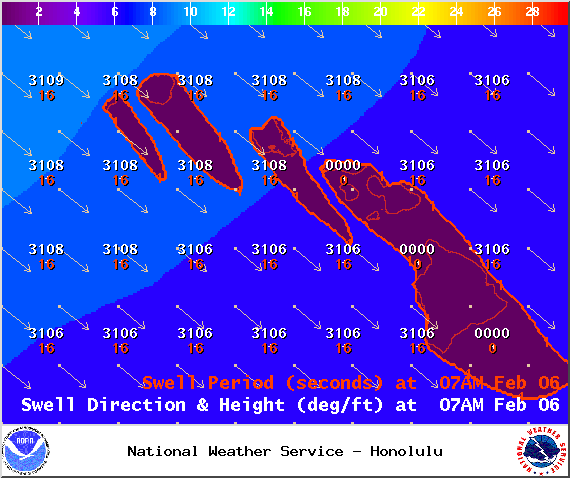 2 4 6 8 10 12 14 16 18 20 22 24 26 28
3109 3108 3108 3108 3108 3106 3106
16 16 16 16 16 16 16
3108 3108 3108 3108 0000 3106 3106
16 16 16 16 0 16 16
3108 3108 3106 3106 3106 0000 3106
16 16 16 16 16 0 16
3106 3106 3106 3106 3106 3106 0000
16 16 16 16 16 16 0
Swell Period (seconds) at 07AM Feb 06
Swell Direction & Height (deg/ft) at 07AM Feb 06
NOAA
National Weather Service - Honolulu
NATIONAL WEATHER SERVICE